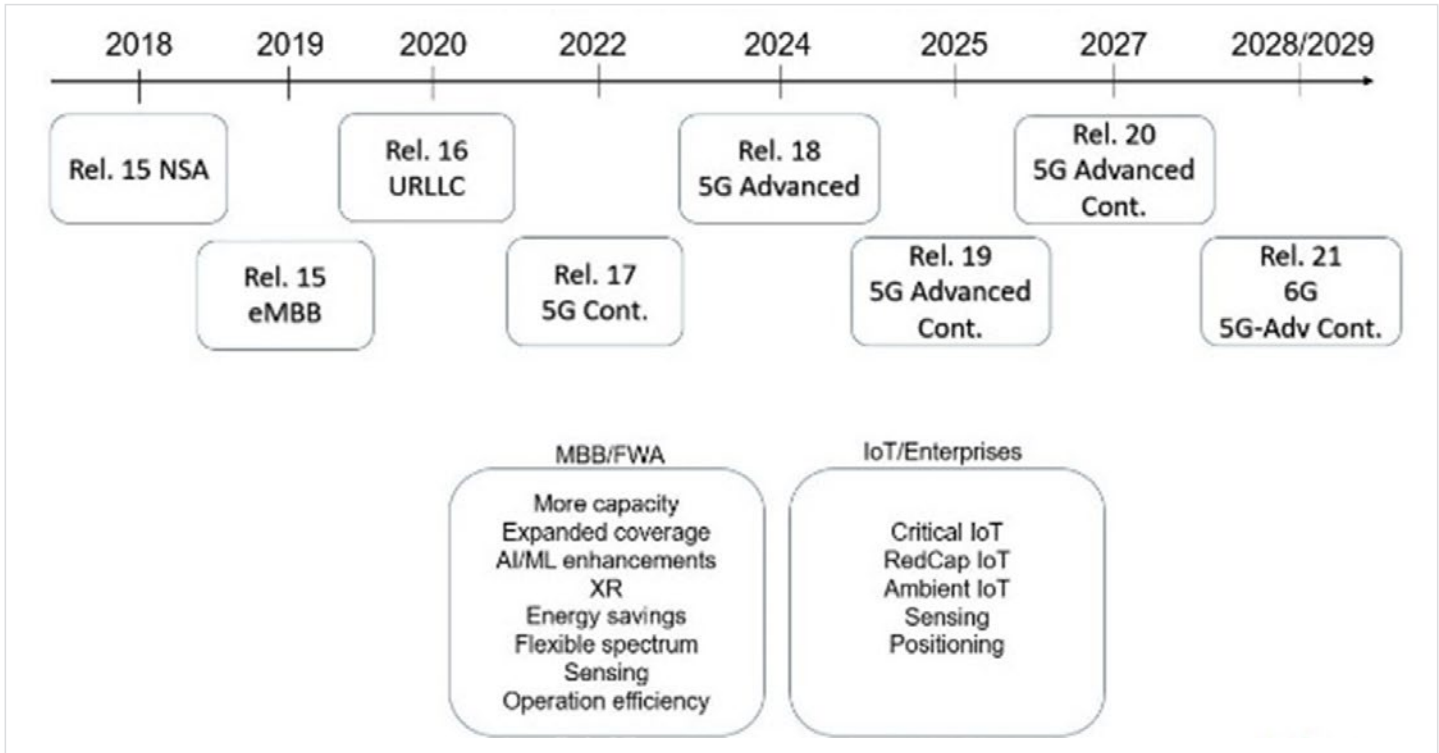 2018 2019 2020 2022 2024 2025 2027 2028/2029
Rel. 15 NSA
Rel. 15
eMBB
Rel. 16
URLLC
Rel. 17
5G Cont.
Rel. 18
5G Advanced
Rel. 19
5G Advanced
Cont.
Rel. 20
5G Advanced
Cont.
Rel. 21
6G
5G-Adv Cont.
MBB/FWA
More capacity
Expanded coverage
AI/ML enhancements
XR
Energy savings
Flexible spectrum
Sensing
Operation efficiency
IoT/Enterprises
Critical IoT
RedCap IoT
Ambient IoT
Sensing
Positioning